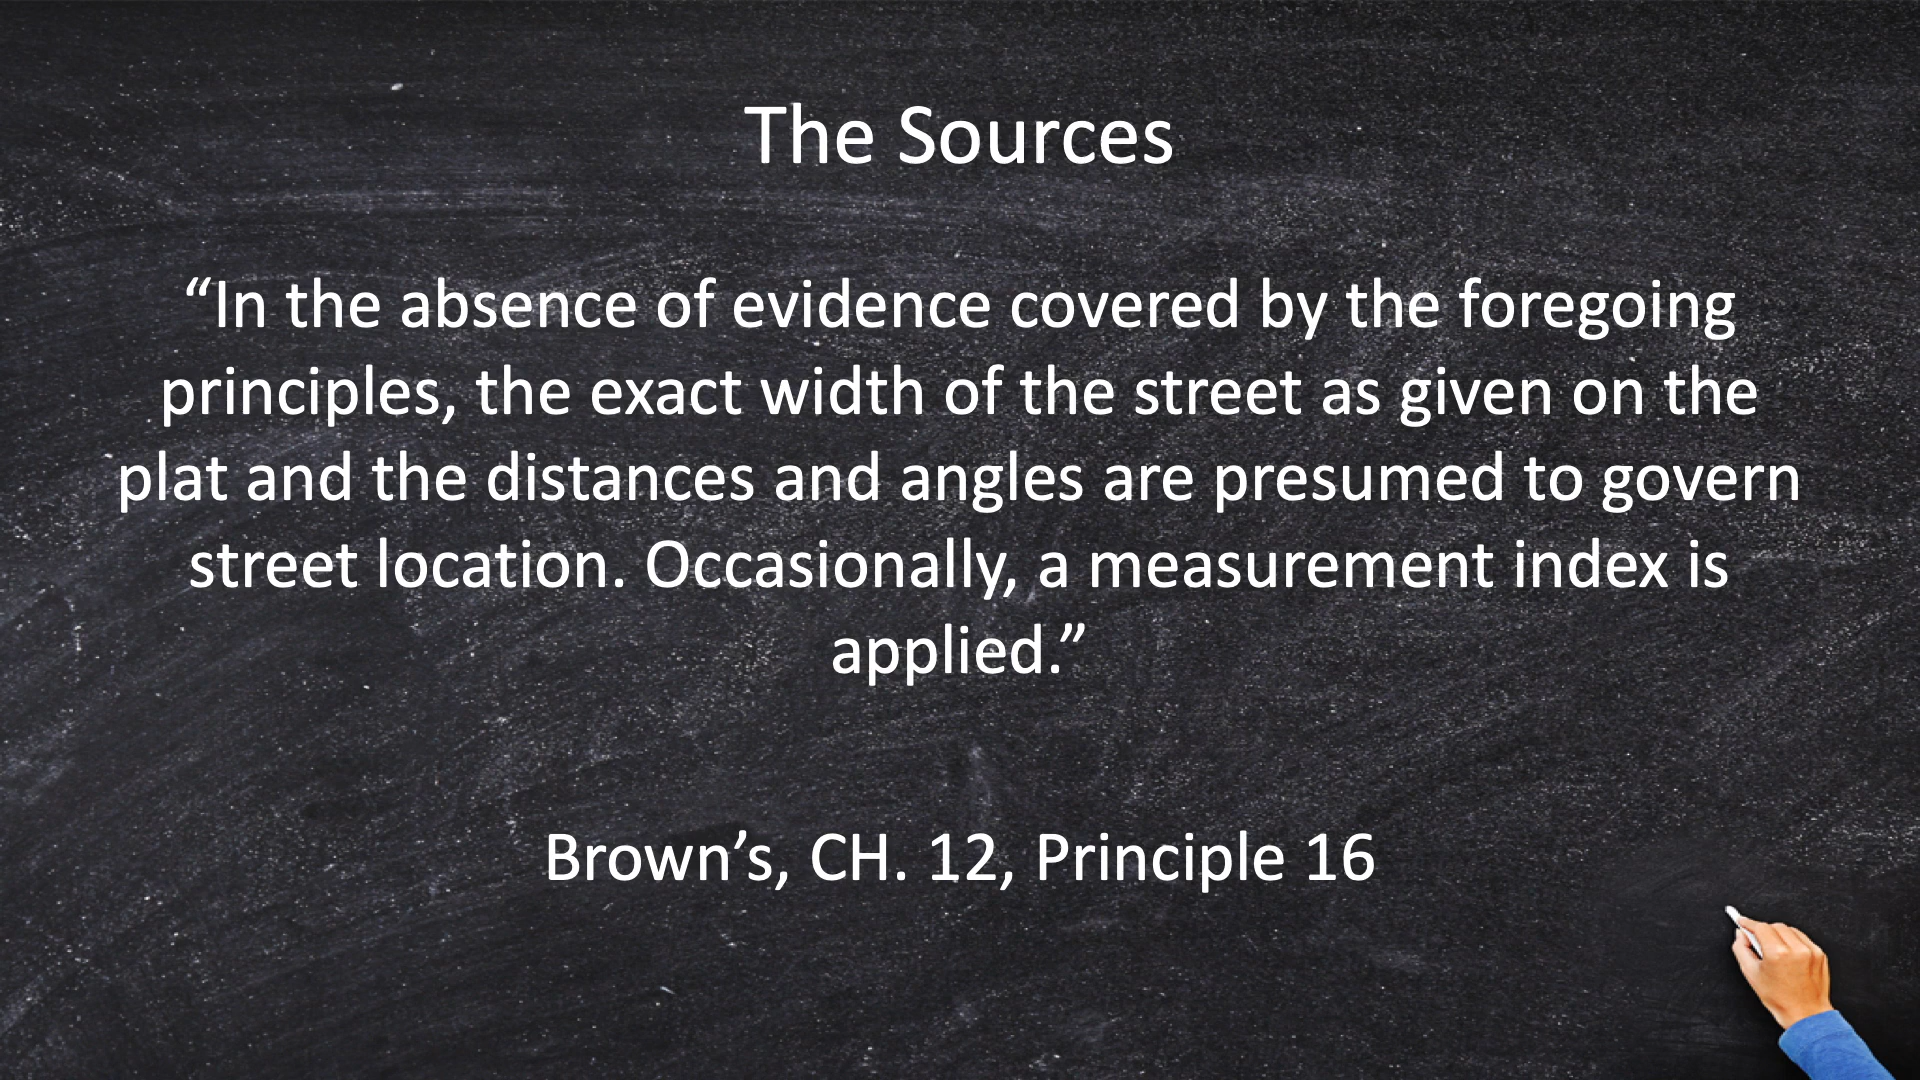 The Sources
“In the absence of evidence covered by the foregoing
principles, the exact width of the street as given on the
plat and the distances and angles are presumed to govern
street location. Occasionally, a measurement index is
applied.”
Brown’s, CH. 12, Principle 16